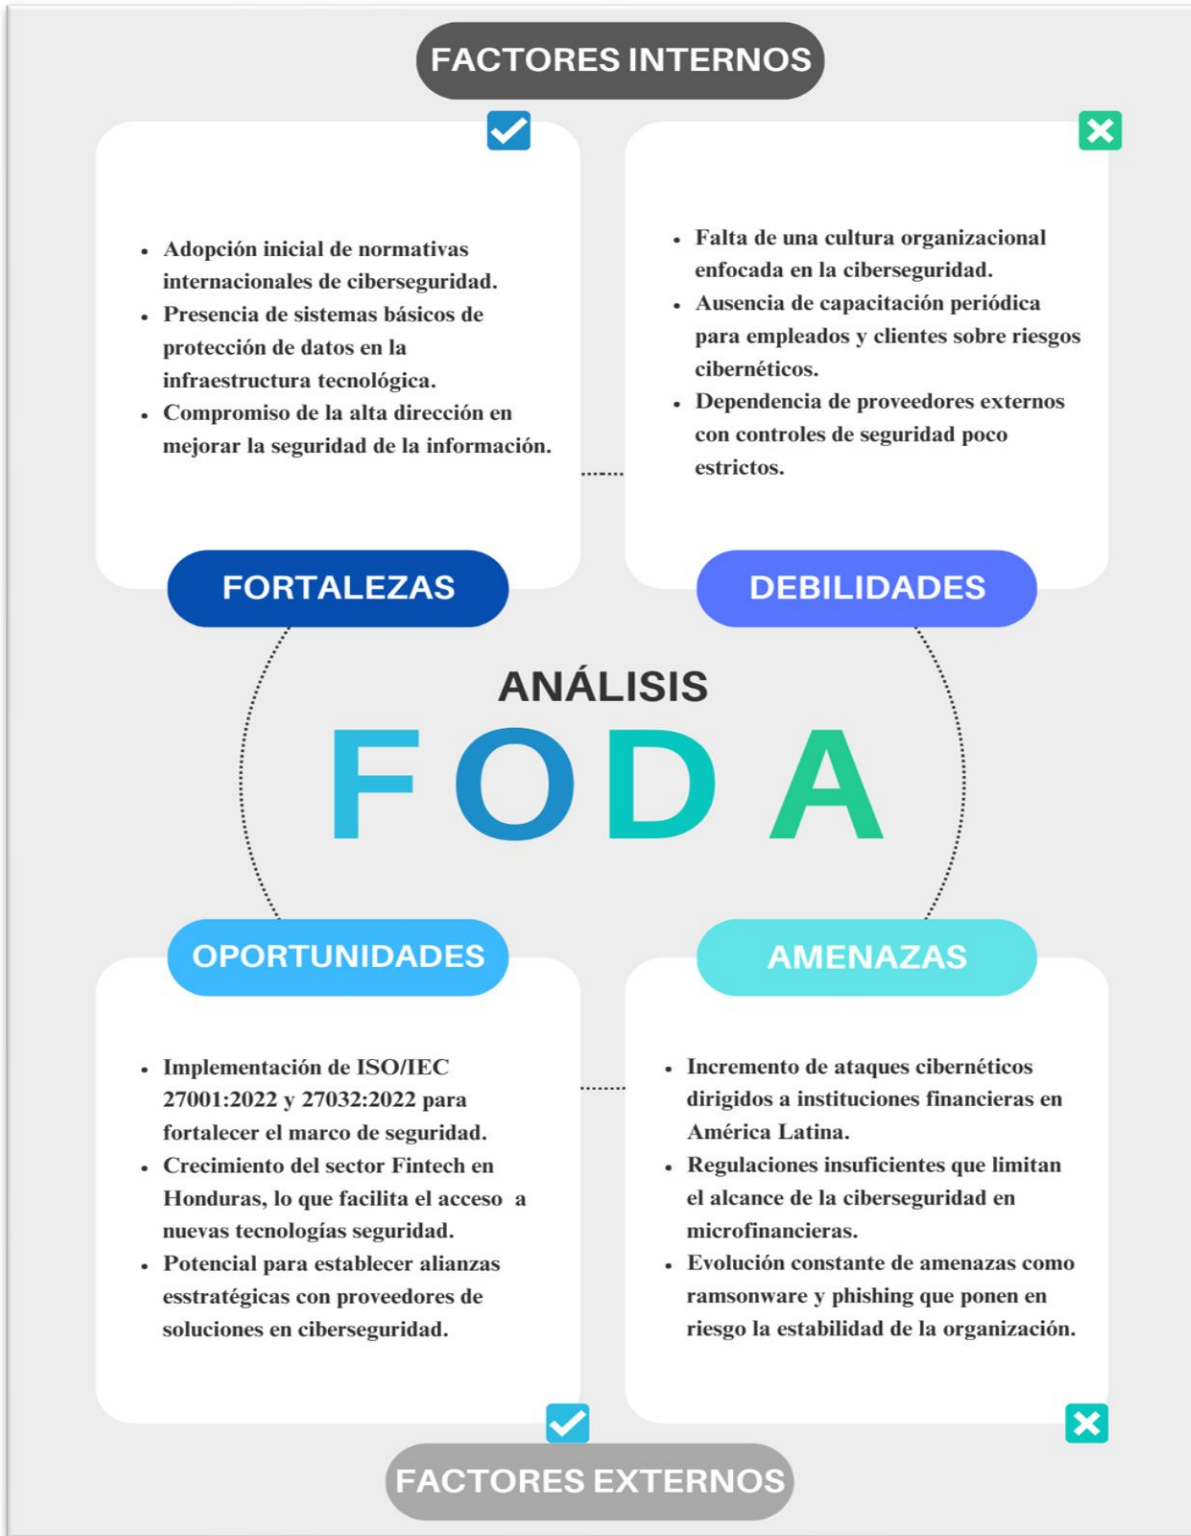 FACTORES INTERNOS
• Adopción inicial de normativas
internacionales de ciberseguridad.
• Presencia de sistemas básicos de
protección de datos en la
infraestructura tecnológica.
• Compromiso de la alta dirección en
mejorar la seguridad de la información.
FORTALEZAS
• Falta de una cultura organizacional
enfocada en la ciberseguridad.
• Ausencia de capacitación periódica
para empleados y clientes sobre riesgos
cibernéticos.
• Dependencia de proveedores externos
con controles de seguridad poco
estrictos.
DEBILIDADES
ANÁLISIS
FODA
OPORTUNIDADES
• Implementación de ISO/IEC
27001:2022 y 27032:2022 para
fortalecer el marco de seguridad.
• Crecimiento del sector Fintech en
Honduras, lo que facilita el acceso a
nuevas tecnologías seguridad.
• Potencial para establecer alianzas
esstratégicas con proveedores de
soluciones en ciberseguridad.
AMENAZAS
• Incremento de ataques cibernéticos
dirigidos a instituciones financieras en
América Latina.
• Regulaciones insuficientes que limitan
el alcance de la ciberseguridad en
microfinancieras.
• Evolución constante de amenazas como
ramsonware y phishing que ponen en
riesgo la estabilidad de la organización.
FACTORES EXTERNOS